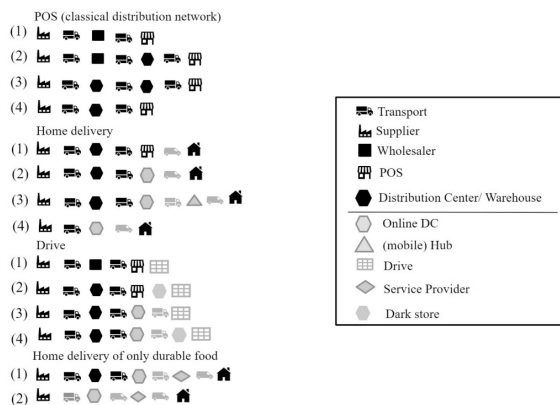 POS (classical distribution network)
(1)
(2)
(3)
(4)
Home delivery
(1)
(2)
(3)
(4)
Drive
(1)
(2)
(3)
(4)
Home delivery of only durable food
(1)
(2)
Transport
Supplier
Wholesaler
POS
Distribution Center/ Warehouse
Online DC
(mobile) Hub
Drive
Service Provider
Dark store